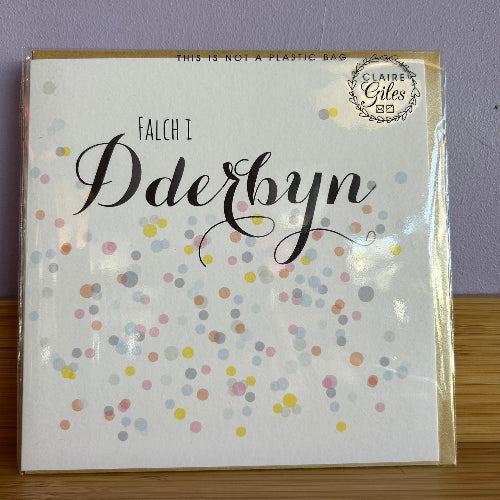 THIS IS NOT A PLASTIC BAG
CLAIRE
Giles
FALCH I
Dderbyn